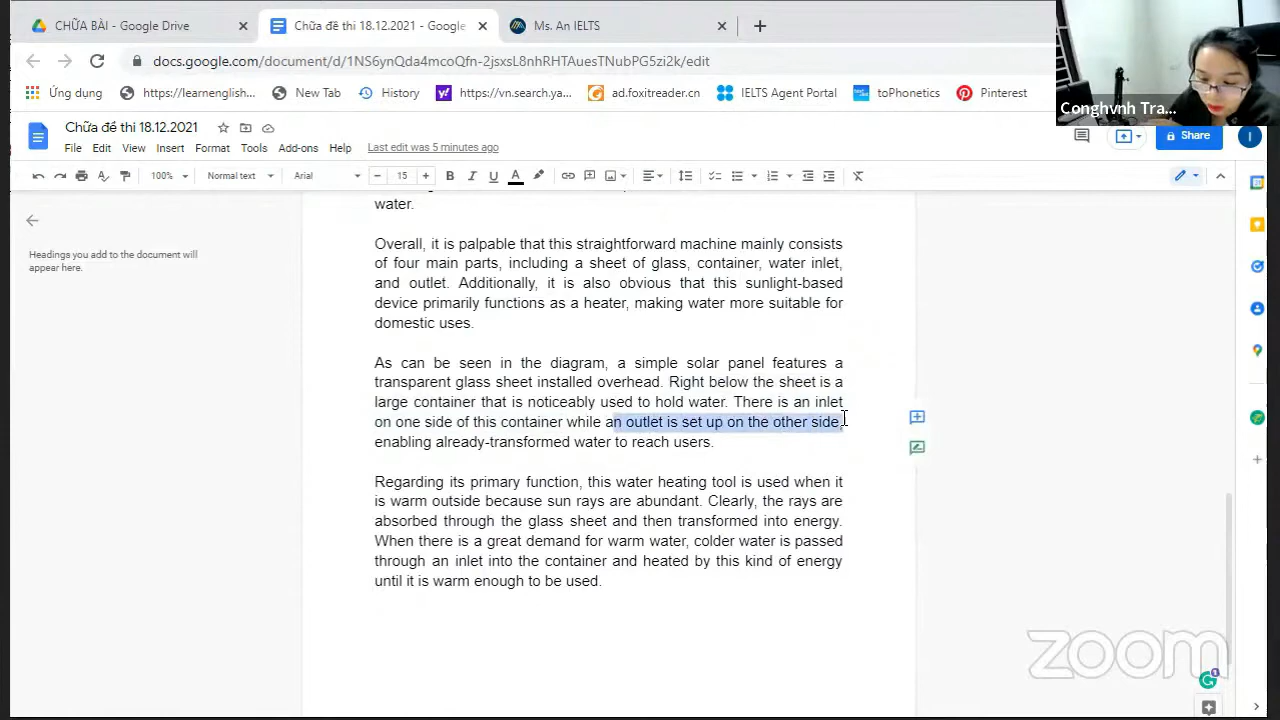 CHỮA BÀI - Google Drive
Chữa đề thi 18.12.2021 - Google
Ms. An IELTS
docs.google.com/document/d/1NS6ynQda4mcoQfn-2jsxsL8nhRHTAuesTNubPG5zi2k/edit
Ứng dụng https://learnenglish... New Tab History https://vn.search.ya... ad.foxitreader.cn IELTS Agent Portal toPhonetics Pinterest
Conghvnh Tra...
Chữa đề thi 18.12.2021
File Edit View Insert Format Tools Add-ons Help Last edit was 5 minutes ago
Share
I
100% Normal text Arial 15
Headings you add to the document will
appear here.
water.
Overall, it is palpable that this straightforward machine mainly consists
of four main parts, including a sheet of glass, container, water inlet,
and outlet. Additionally, it is also obvious that this sunlight-based
device primarily functions as a heater, making water more suitable for
domestic uses.
As can be seen in the diagram, a simple solar panel features a
transparent glass sheet installed overhead. Right below the sheet is a
large container that is noticeably used to hold water. There is an inlet
on one side of this container while an outlet is set up on the other side,
enabling already-transformed water to reach users.
Regarding its primary function, this water heating tool is used when it
is warm outside because sun rays are abundant. Clearly, the rays are
absorbed through the glass sheet and then transformed into energy.
When there is a great demand for warm water, colder water is passed
through an inlet into the container and heated by this kind of energy
until it is warm enough to be used.
zoom